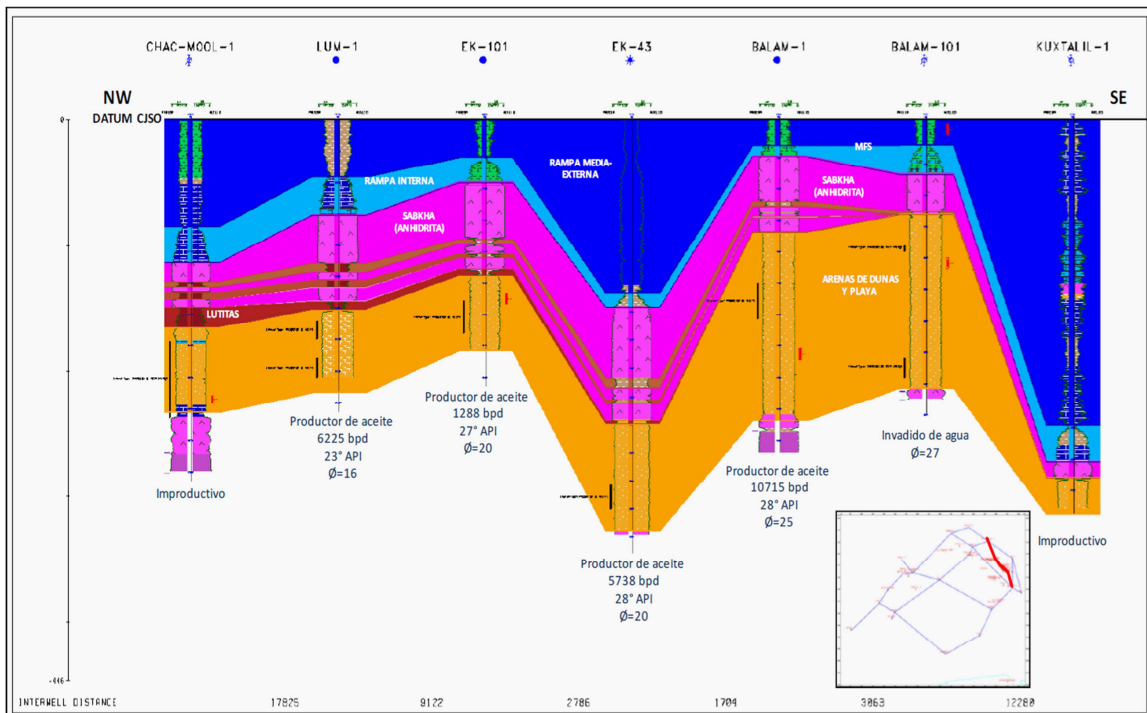 CHAC-MOOL-1 LUM-1 EK-101 EK-43 BALAM-1 BALAM-101 KUXTALIL-1
NW
SE
DATUM CJSO
0
RAMPA INTERNA
RAMPA MEDIA-
EXTERNA
MFS
SABKHA
(ANHIDRITA)
SABKHA
(ANHIDRITA)
ARENAS DE DUNAS
Y PLAYA
LUTITAS
Improductivo
Productor de aceite
6225 bpd
23° API
Ø=16
Productor de aceite
1288 bpd
27° API
Ø=20
Productor de aceite
5738 bpd
28° API
Ø=20
Productor de aceite
10715 bpd
28° API
Ø=25
Invadido de agua
Ø=27
Improductivo
-446
INTERWELL DISTANCE 17825 9122 2786 1704 3063 12280